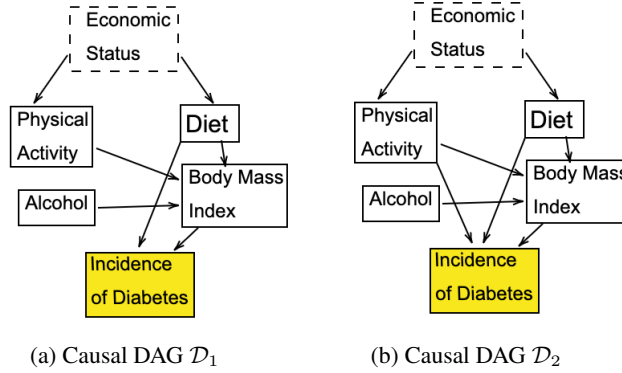 Economic
Status
Physical
Activity
Diet
Alcohol
Body Mass
Index
Incidence
of Diabetes
(a) Causal DAG 𝒟₁
Economic
Status
Physical
Activity
Diet
Alcohol
Body Mass
Index
Incidence
of Diabetes
(b) Causal DAG 𝒟₂